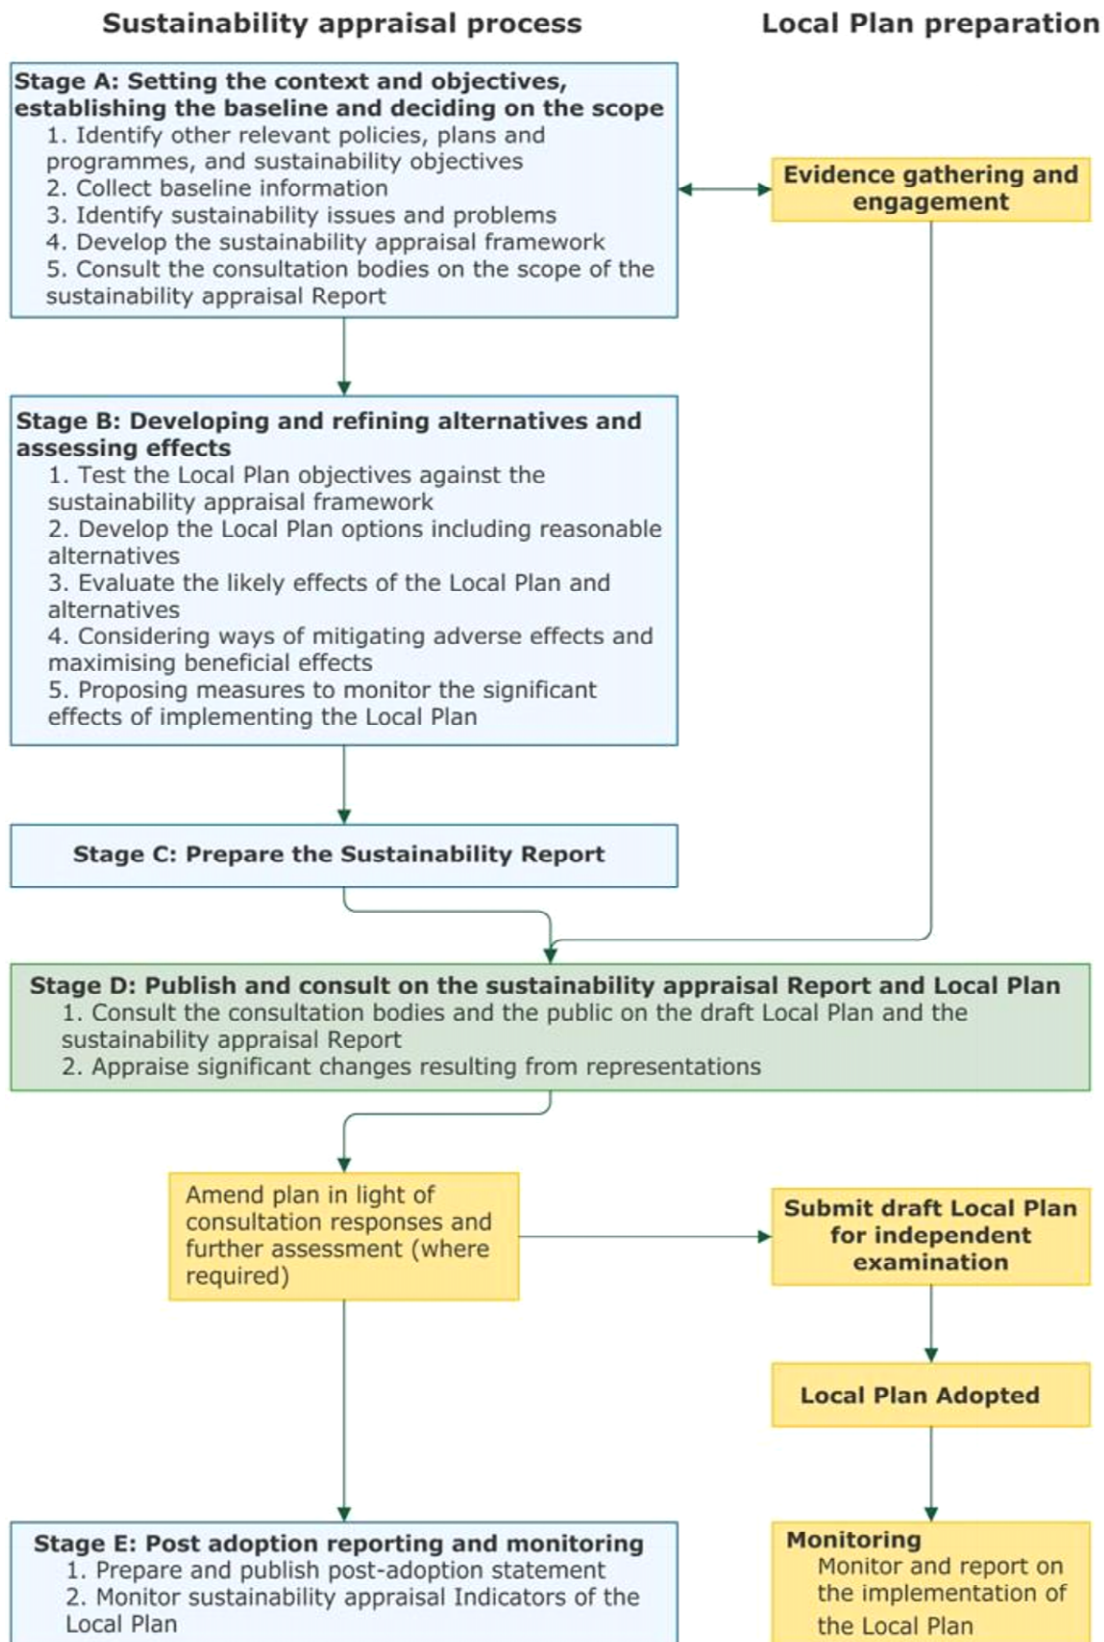 Sustainability appraisal process
Local Plan preparation
Stage A: Setting the context and objectives,
establishing the baseline and deciding on the scope
1. Identify other relevant policies, plans and
programmes, and sustainability objectives
2. Collect baseline information
3. Identify sustainability issues and problems
4. Develop the sustainability appraisal framework
5. Consult the consultation bodies on the scope of the
sustainability appraisal Report
Evidence gathering and
engagement
Stage B: Developing and refining alternatives and
assessing effects
1. Test the Local Plan objectives against the
sustainability appraisal framework
2. Develop the Local Plan options including reasonable
alternatives
3. Evaluate the likely effects of the Local Plan and
alternatives
4. Considering ways of mitigating adverse effects and
maximising beneficial effects
5. Proposing measures to monitor the significant
effects of implementing the Local Plan
Stage C: Prepare the Sustainability Report
Stage D: Publish and consult on the sustainability appraisal Report and Local Plan
1. Consult the consultation bodies and the public on the draft Local Plan and the
sustainability appraisal Report
2. Appraise significant changes resulting from representations
Amend plan in light of
consultation responses and
further assessment (where
required)
Submit draft Local Plan
for independent
examination
Local Plan Adopted
Stage E: Post adoption reporting and monitoring
1. Prepare and publish post-adoption statement
2. Monitor sustainability appraisal Indicators of the
Local Plan
Monitoring
Monitor and report on
the implementation of
the Local Plan